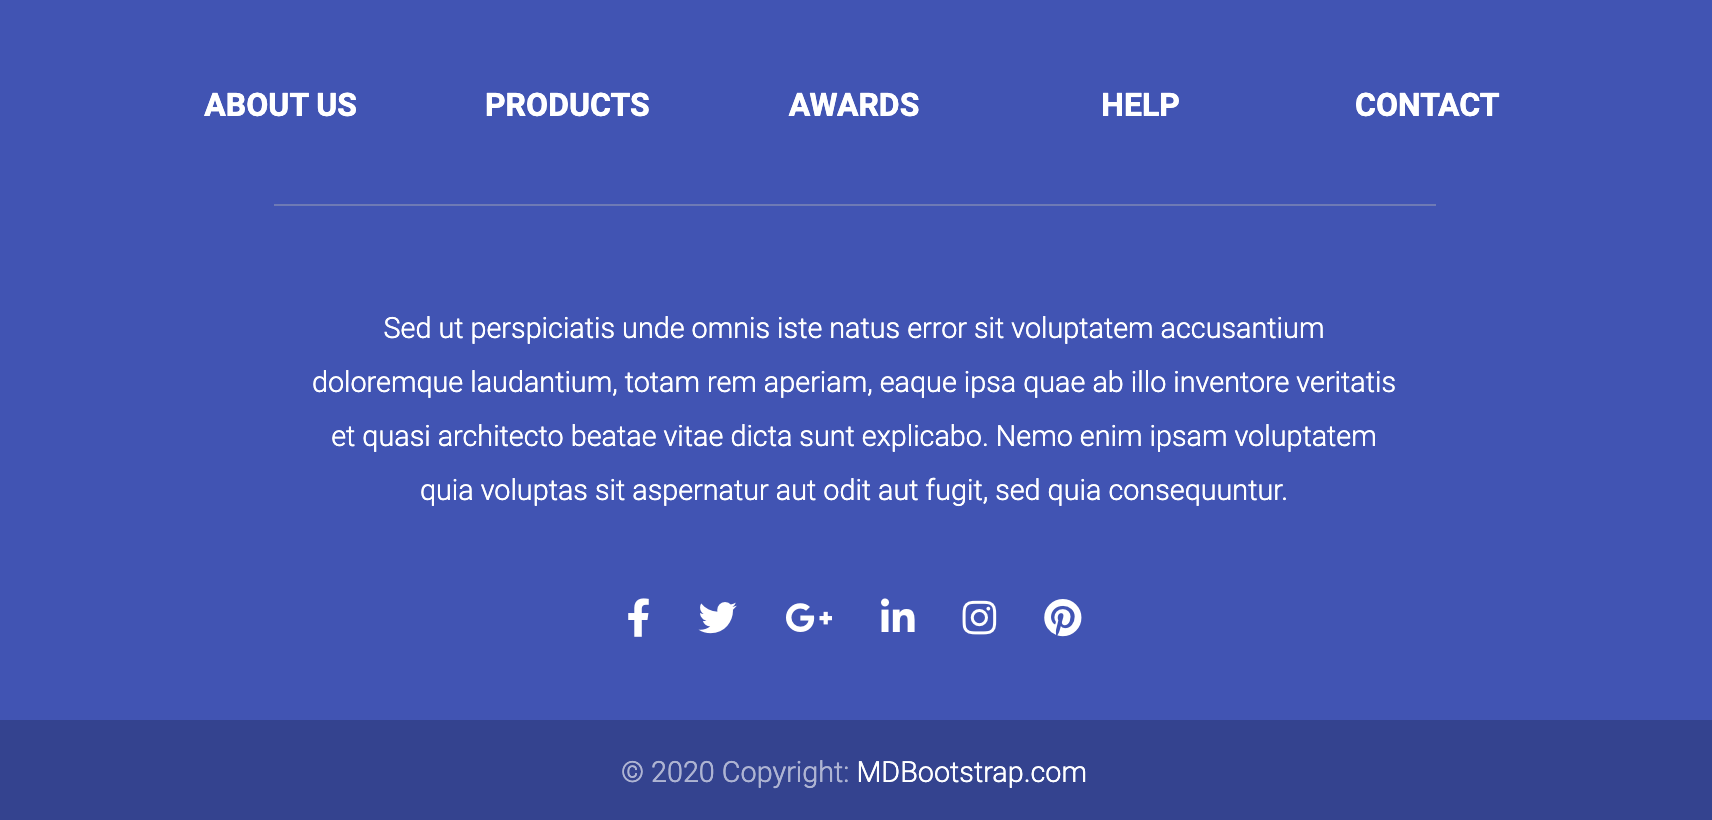 ABOUT US PRODUCTS AWARDS HELP CONTACT
Sed ut perspiciatis unde omnis iste natus error sit voluptatem accusantium
doloremque laudantium, totam rem aperiam, eaque ipsa quae ab illo inventore veritatis
et quasi architecto beatae vitae dicta sunt explicabo. Nemo enim ipsam voluptatem
quia voluptas sit aspernatur aut odit aut fugit, sed quia consequuntur.
© 2020 Copyright: MDBootstrap.com